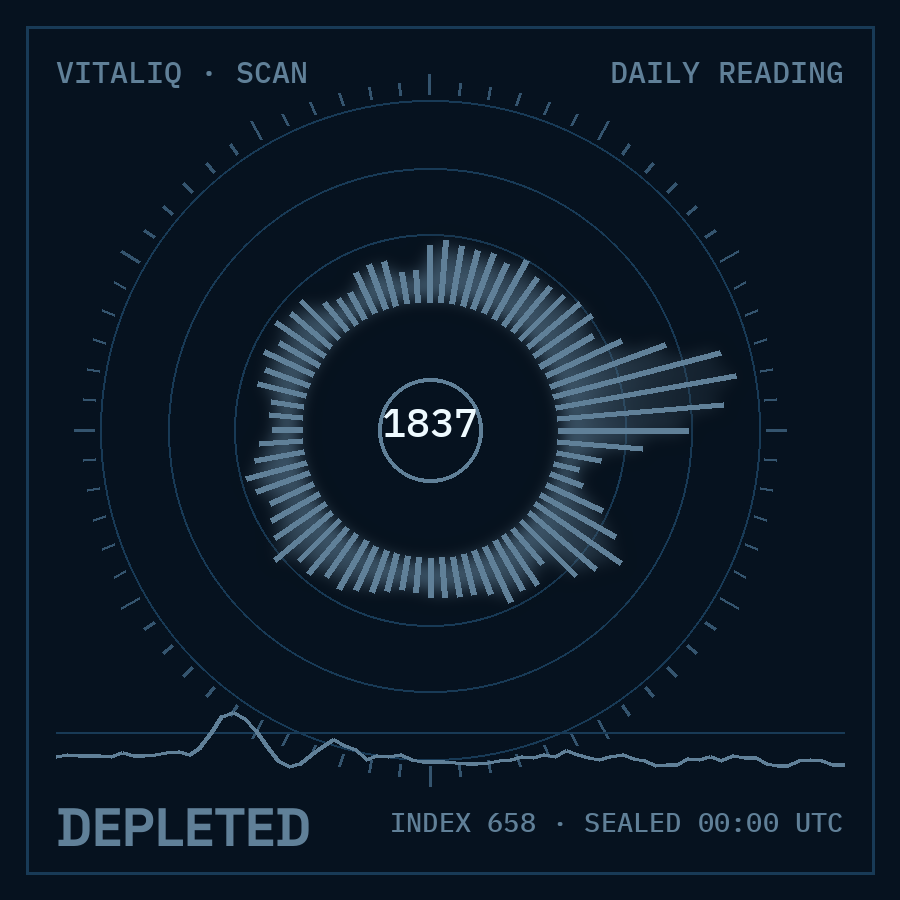 VITALIQ · SCAN
DAILY READING
1837
DEPLETED
INDEX 658 · SEALED 00:00 UTC